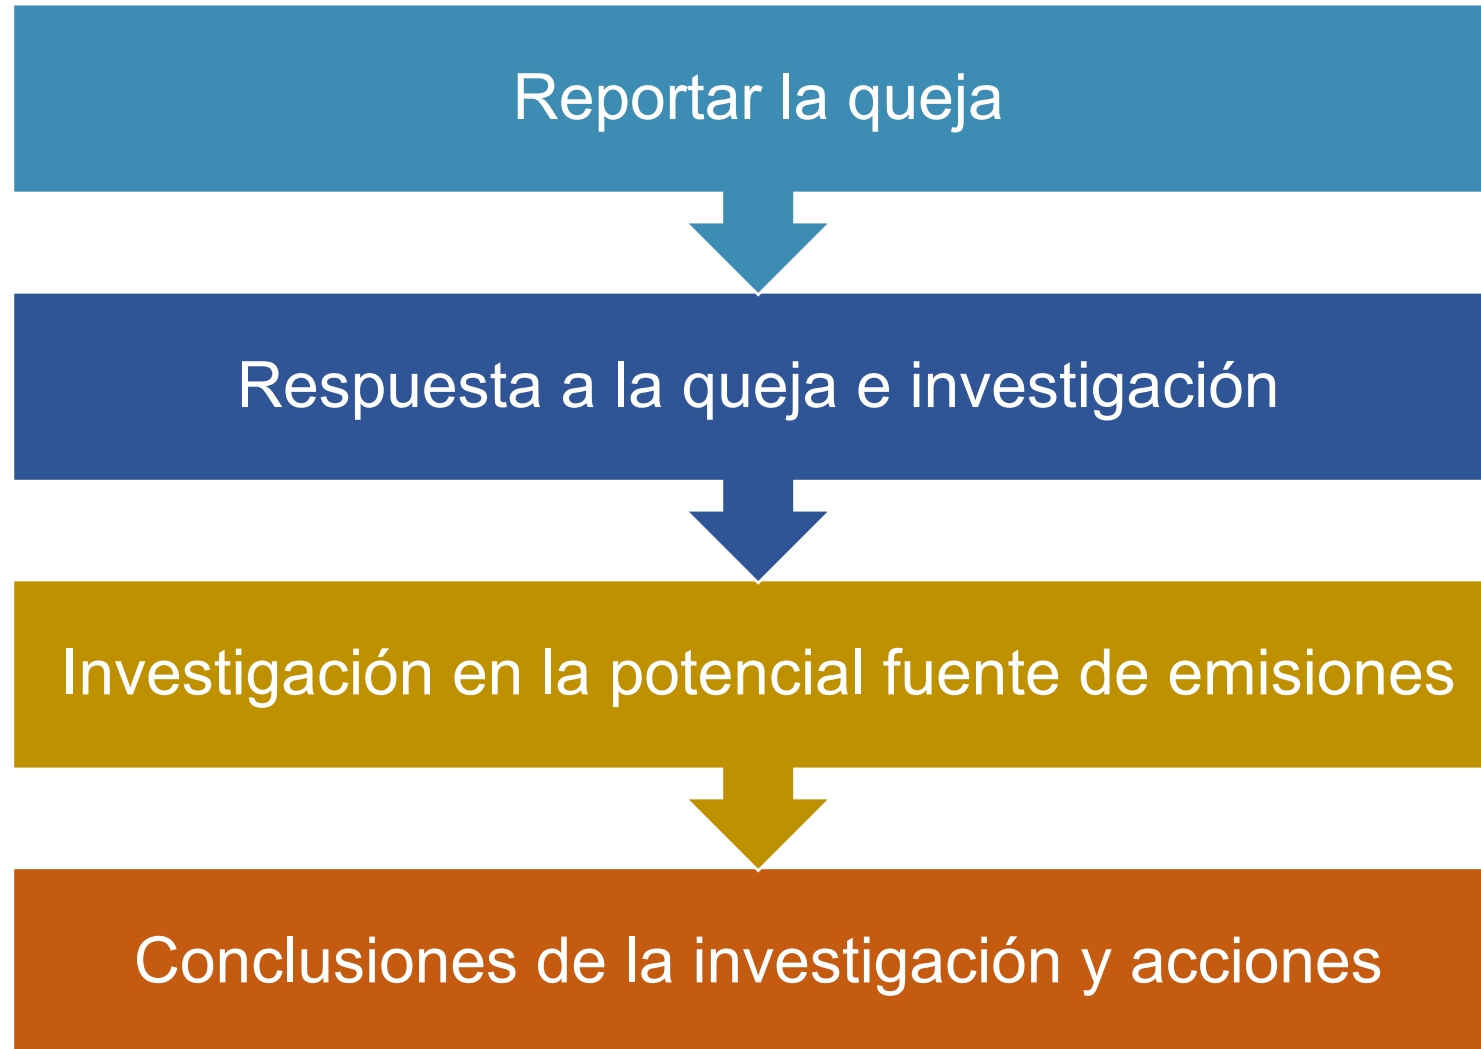 Reportar la queja
Respuesta a la queja e investigación
Investigación en la potencial fuente de emisiones
Conclusiones de la investigación y acciones